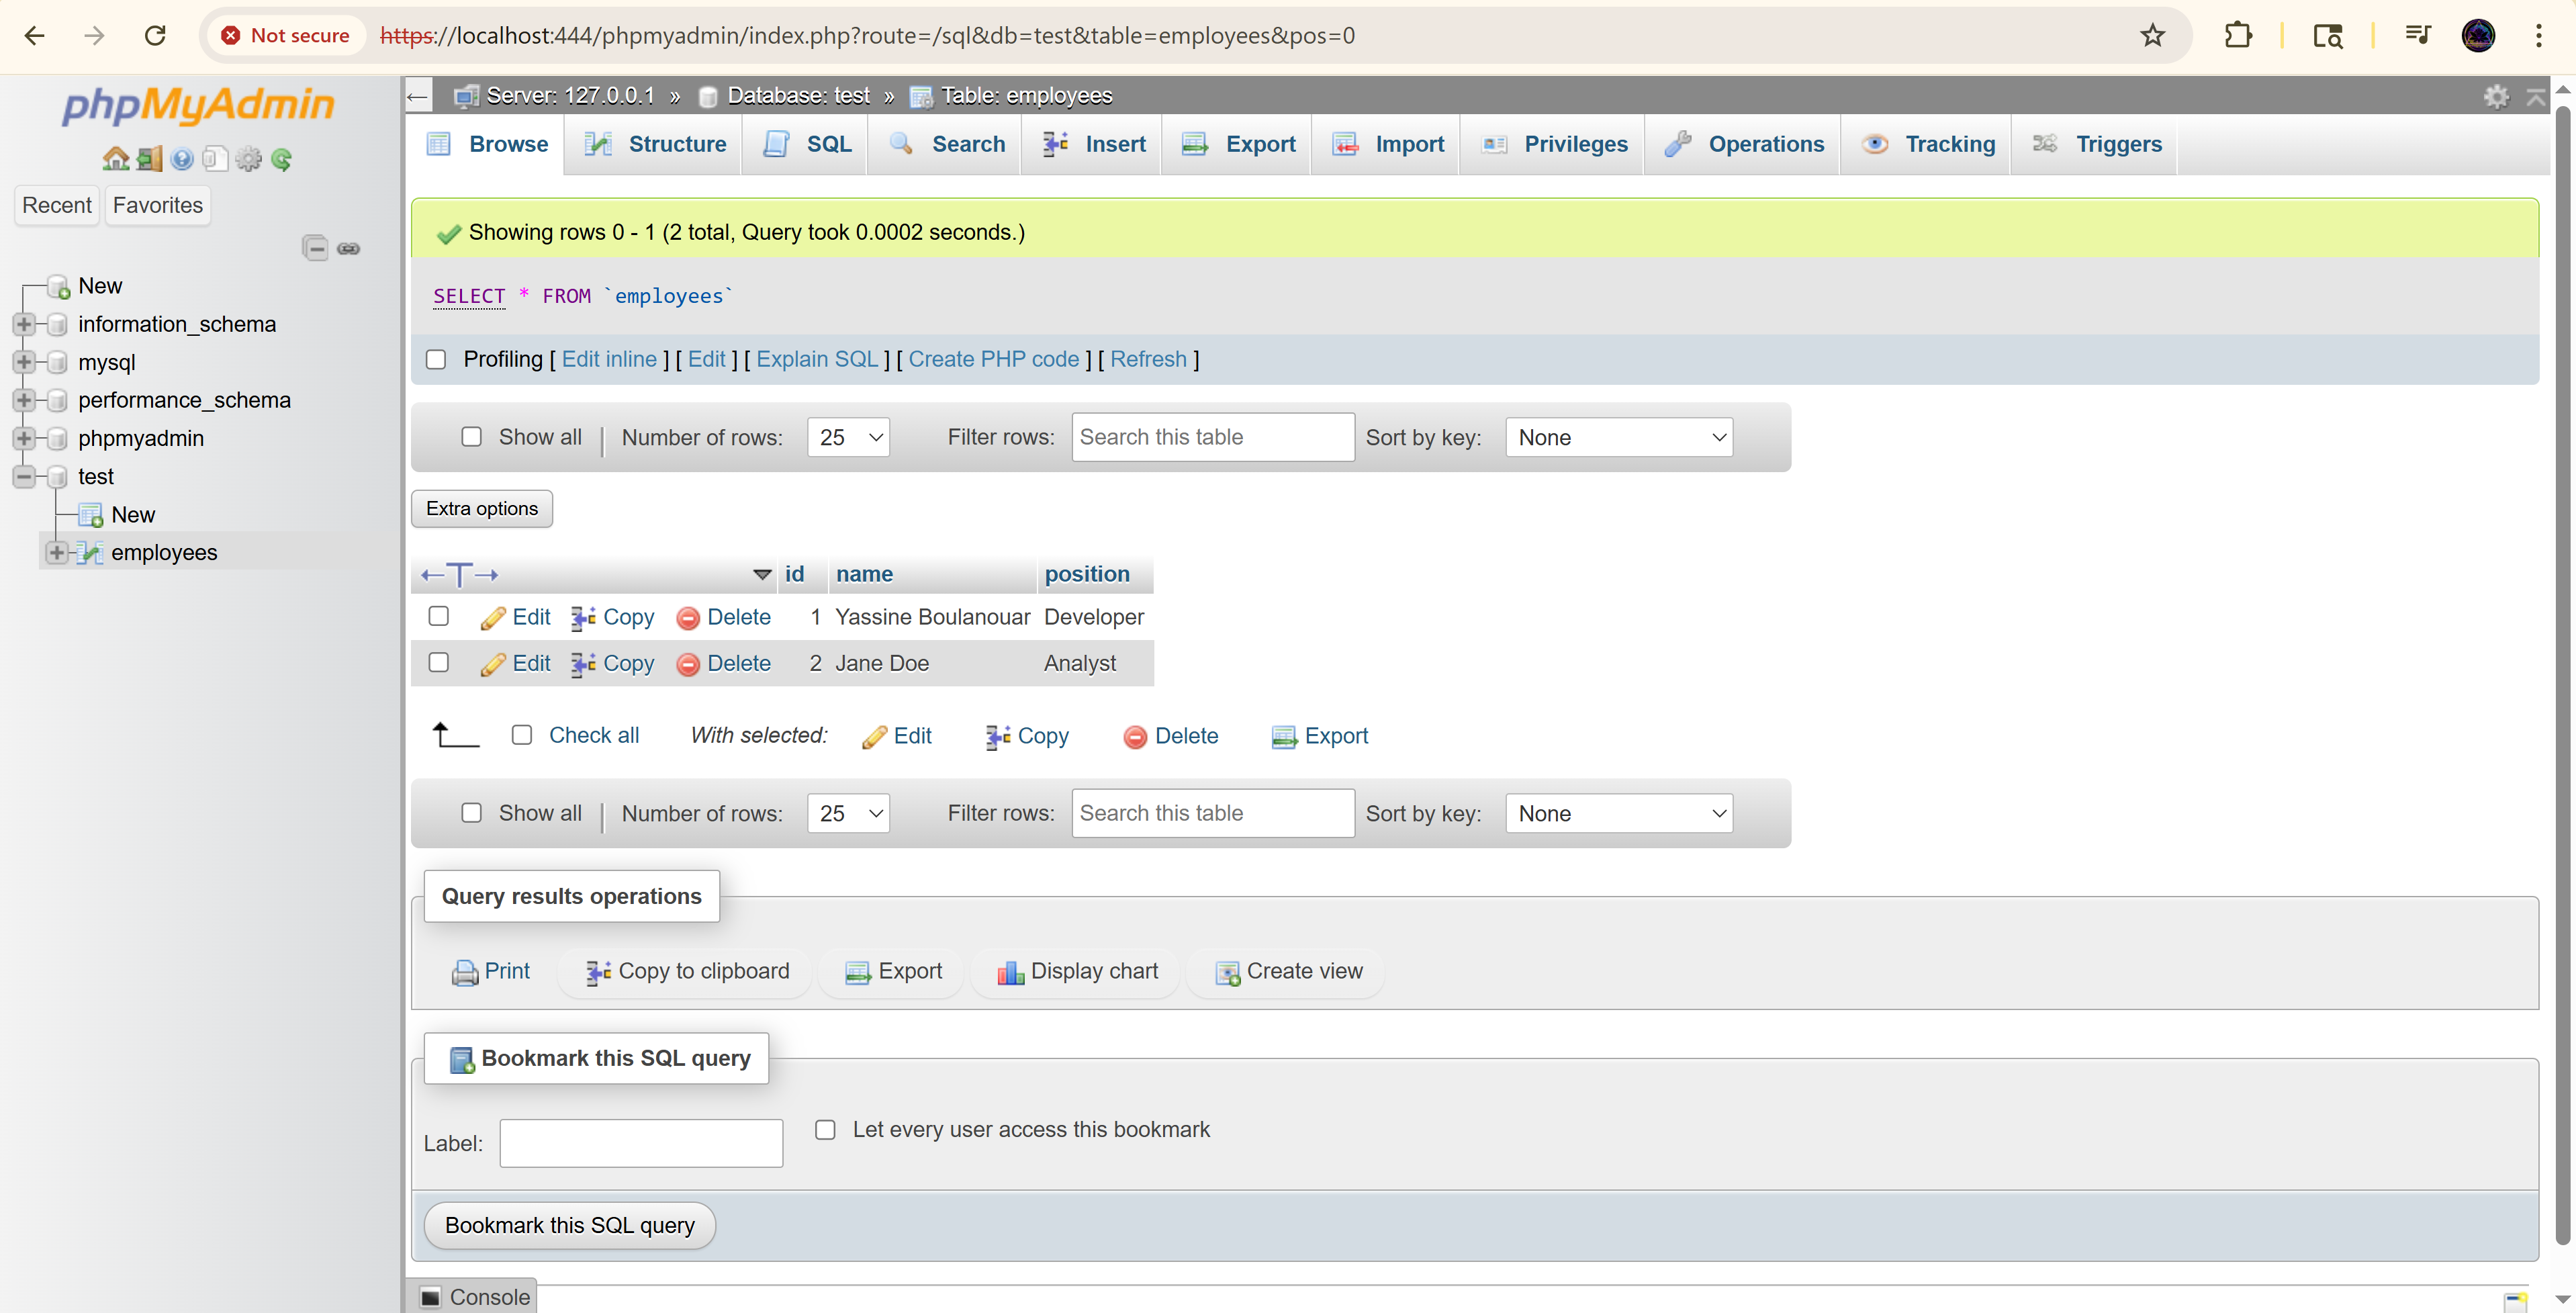 Not secure https://localhost:444/phpmyadmin/index.php?route=/sql&db=test&table=employees&pos=0
phpMyAdmin
Recent Favorites
New
information_schema
mysql
performance_schema
phpmyadmin
test
New
employees
Server: 127.0.0.1 » Database: test » Table: employees
Browse Structure SQL Search Insert Export Import Privileges Operations Tracking Triggers
Showing rows 0 - 1 (2 total, Query took 0.0002 seconds.)
SELECT * FROM `employees`
Profiling [ Edit inline ] [ Edit ] [ Explain SQL ] [ Create PHP code ] [ Refresh ]
Show all | Number of rows: 25 Filter rows: Search this table Sort by key: None
Extra options
←T→ id name position
Edit Copy Delete 1 Yassine Boulanouar Developer
Edit Copy Delete 2 Jane Doe Analyst
Check all With selected: Edit Copy Delete Export
Show all | Number of rows: 25 Filter rows: Search this table Sort by key: None
Query results operations
Print Copy to clipboard Export Display chart Create view
Bookmark this SQL query
Label: Let every user access this bookmark
Bookmark this SQL query
Console